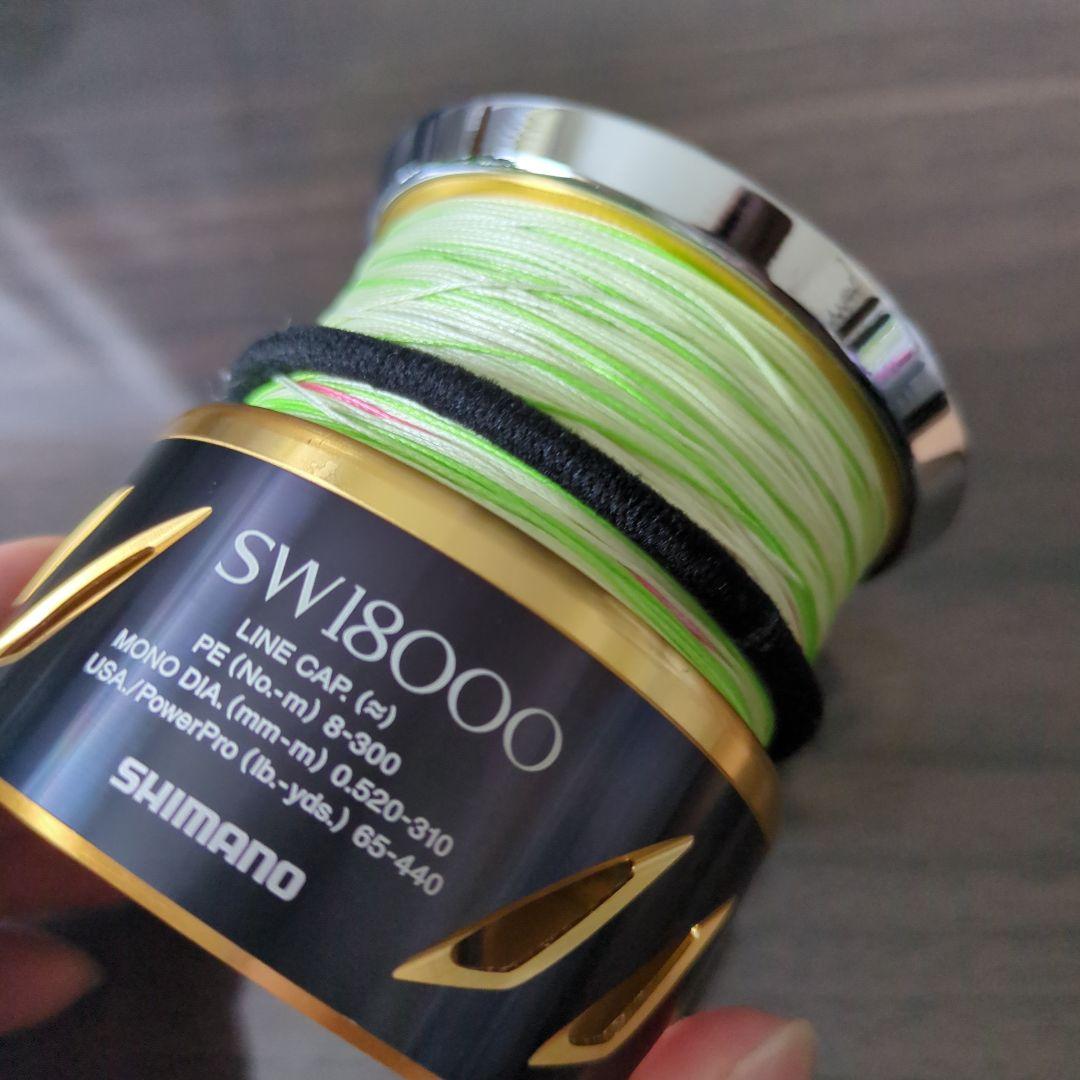 SW18000
LINE CAP. (≈)
PE (No.-m) 8-300
MONO DIA. (mm-m) 0.520-310
USA./PowerPro (lb.-yds.) 65-440
SHIMANO